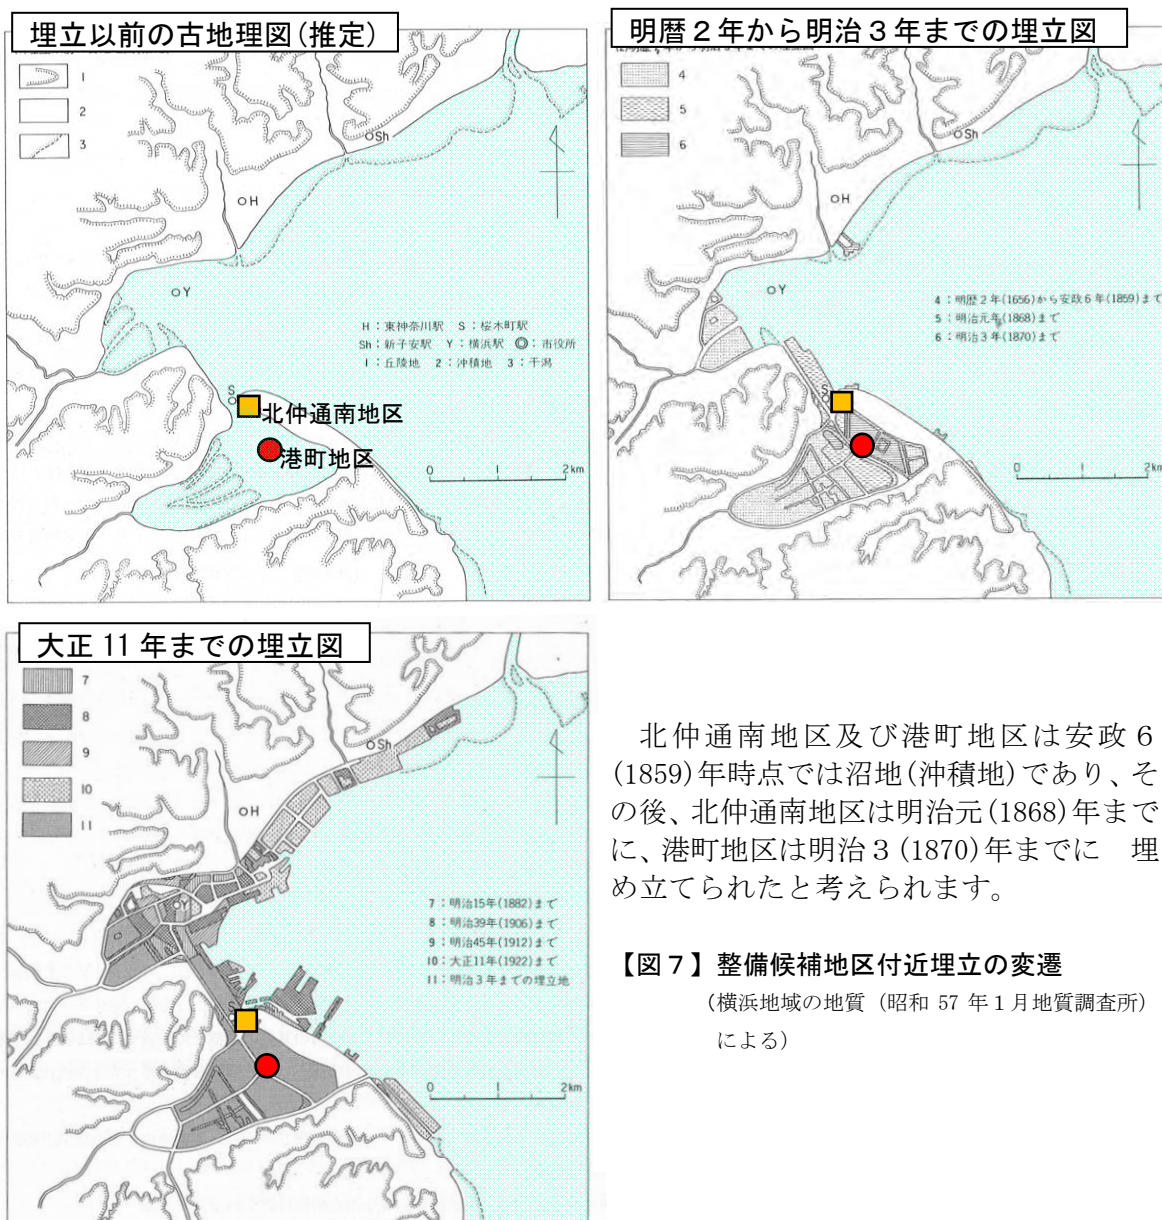 埋立以前の古地理図(推定)
1
2
3
Sh
H
Y
H：東神奈川駅 S：桜木町駅
Sh：新子安駅 Y：横浜駅 ◎：市役所
1：丘陵地 2：沖積地 3：干潟
S
北仲通南地区
港町地区
0 1 2km
明暦２年から明治３年までの埋立図
4
5
6
Sh
H
Y
4：明暦2年(1656)から安政6年(1859)まで
5：明治元年(1868)まで
6：明治3年(1870)まで
S
0 1 2km
大正 11 年までの埋立図
7
8
9
10
11
Sh
H
Y
7：明治15年(1882)まで
8：明治39年(1906)まで
9：明治45年(1912)まで
10：大正11年(1922)まで
11：明治3年までの埋立地
0 1 2km
北仲通南地区及び港町地区は安政６
(1859)年時点では沼地(沖積地)であり、そ
の後、北仲通南地区は明治元(1868)年まで
に、港町地区は明治３(1870)年までに　埋
め立てられたと考えられます。
【図７】整備候補地区付近埋立の変遷
（横浜地域の地質（昭和 57 年１月地質調査所）
による）